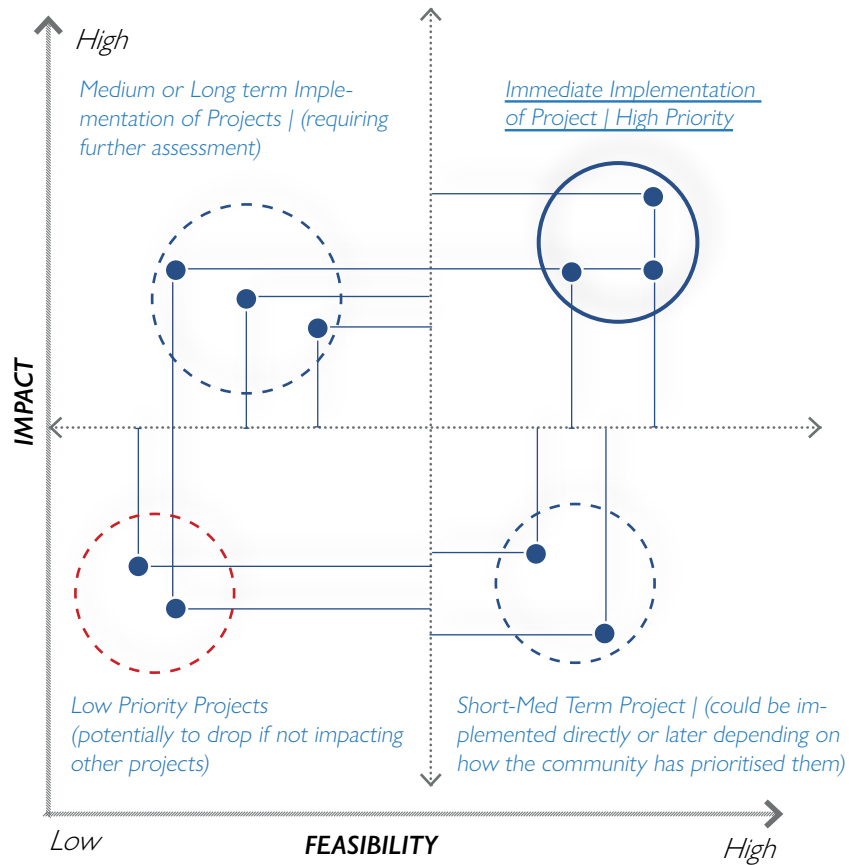 High
Medium or Long term Imple-
mentation of Projects | (requiring
further assessment)
Immediate Implementation
of Project | High Priority
IMPACT
Low Priority Projects
(potentially to drop if not impacting
other projects)
Short-Med Term Project | (could be im-
plemented directly or later depending on
how the community has prioritised them)
Low
FEASIBILITY
High